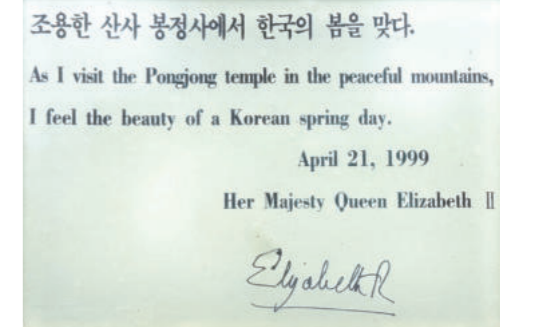 조용한 산사 봉정사에서 한국의 봄을 맞다.
As I visit the Pongjong temple in the peaceful mountains,
I feel the beauty of a Korean spring day.
April 21, 1999
Her Majesty Queen Elizabeth Ⅱ
Elizabeth R